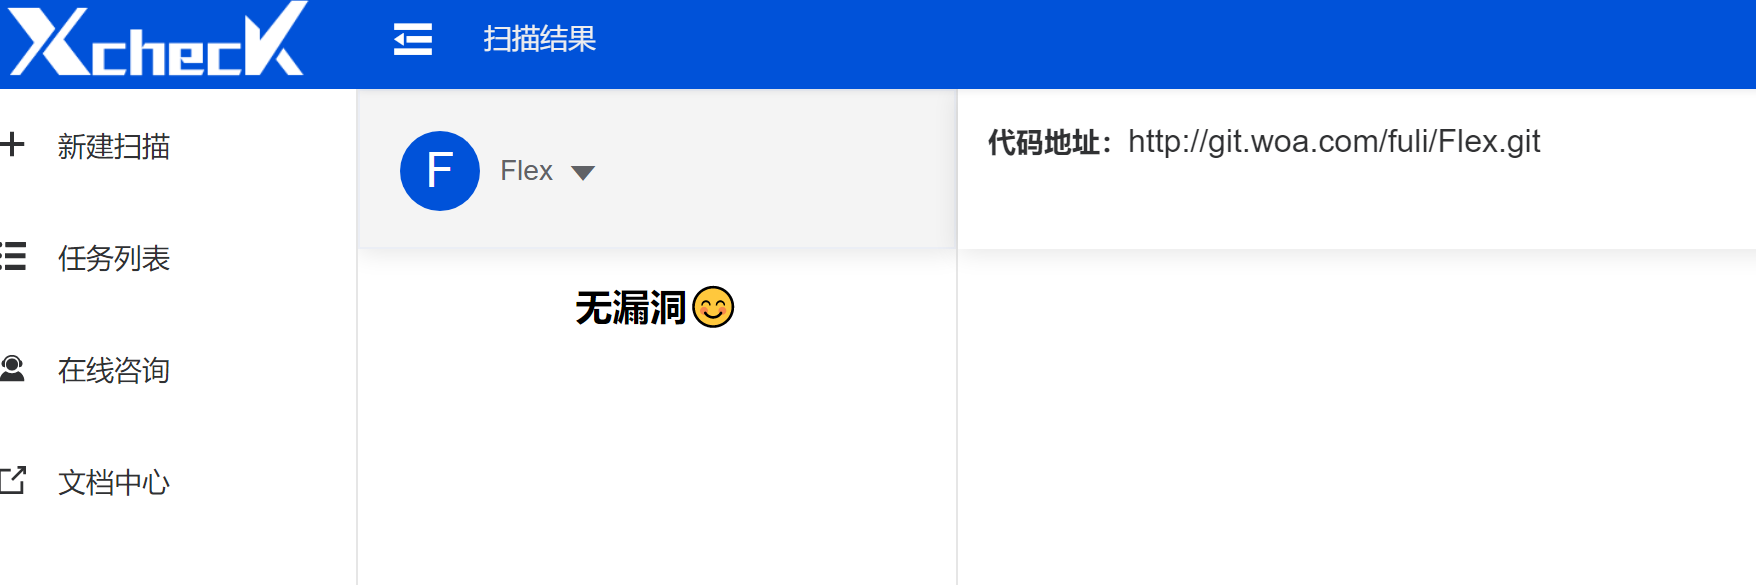 Xcheck
扫描结果
新建扫描
任务列表
在线咨询
文档中心
F
Flex
无漏洞😊
代码地址：http://git.woa.com/fuli/Flex.git